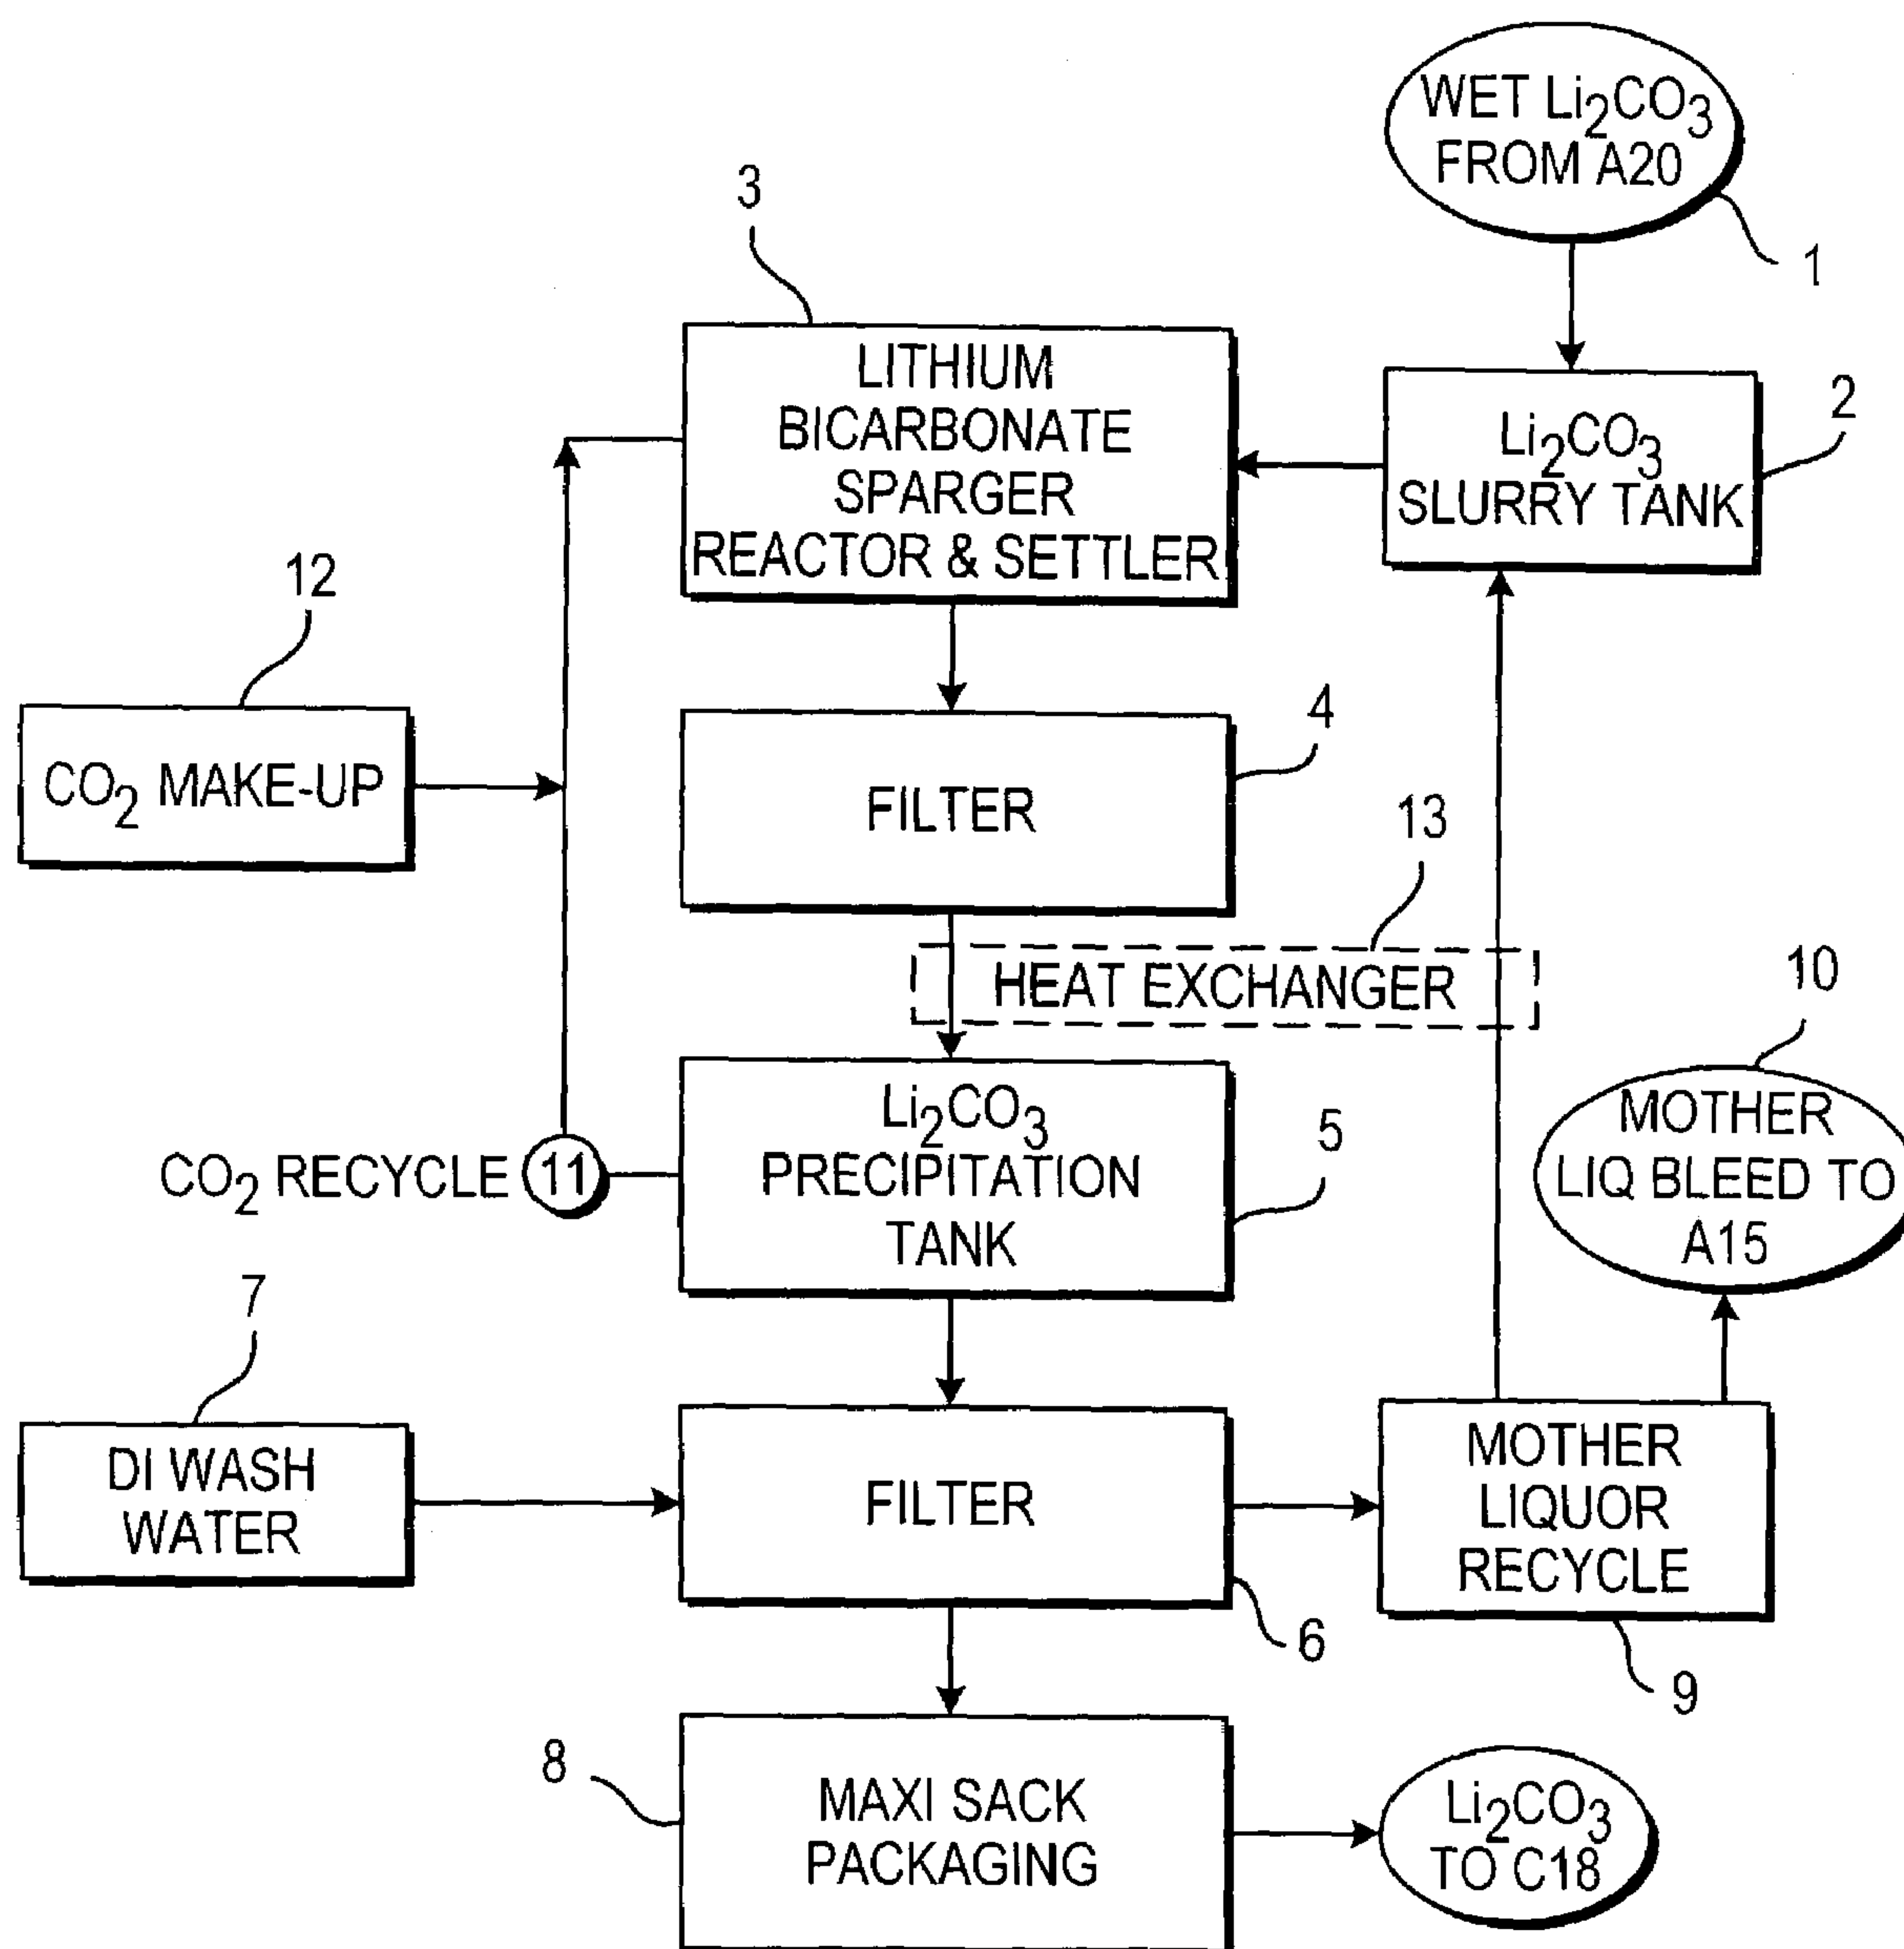 WET Li2CO3
FROM A20
1
3
LITHIUM
BICARBONATE
SPARGER
REACTOR & SETTLER
2
Li2CO3
SLURRY TANK
12
CO2 MAKE-UP
4
FILTER
13
HEAT EXCHANGER
10
MOTHER
LIQ BLEED TO
A15
Li2CO3
PRECIPITATION
TANK
5
CO2 RECYCLE 11
7
DI WASH
WATER
FILTER
6
MOTHER
LIQUOR
RECYCLE
9
8
MAXI SACK
PACKAGING
Li2CO3
TO C18